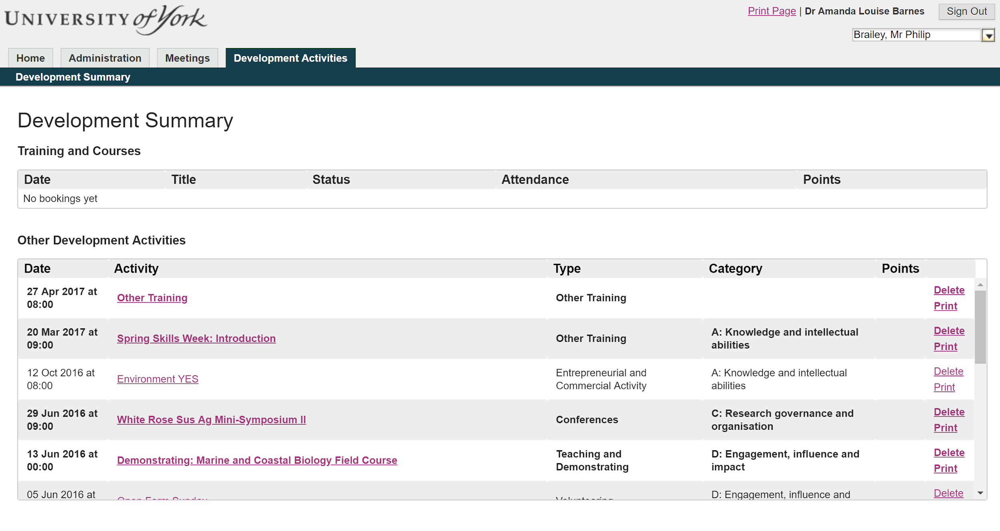 UNIVERSITY of York
Print Page | Dr Amanda Louise Barnes Sign Out
Brailey, Mr Philip
Home Administration Meetings Development Activities
Development Summary
Development Summary
Training and Courses
Date Title Status Attendance Points
No bookings yet
Other Development Activities
Date Activity Type Category Points
27 Apr 2017 at
08:00
Other Training
Other Training
Delete
Print
20 Mar 2017 at
09:00
Spring Skills Week: Introduction
Other Training
A: Knowledge and intellectual
abilities
Delete
Print
12 Oct 2016 at
08:00
Environment YES
Entrepreneurial and
Commercial Activity
A: Knowledge and intellectual
abilities
Delete
Print
29 Jun 2016 at
09:00
White Rose Sus Ag Mini-Symposium II
Conferences
C: Research governance and
organisation
Delete
Print
13 Jun 2016 at
00:00
Demonstrating: Marine and Coastal Biology Field Course
Teaching and
Demonstrating
D: Engagement, influence and
impact
Delete
Print
05 Jun 2016 at
Open Farm Sunday
Volunteering
D: Engagement, influence and
Delete